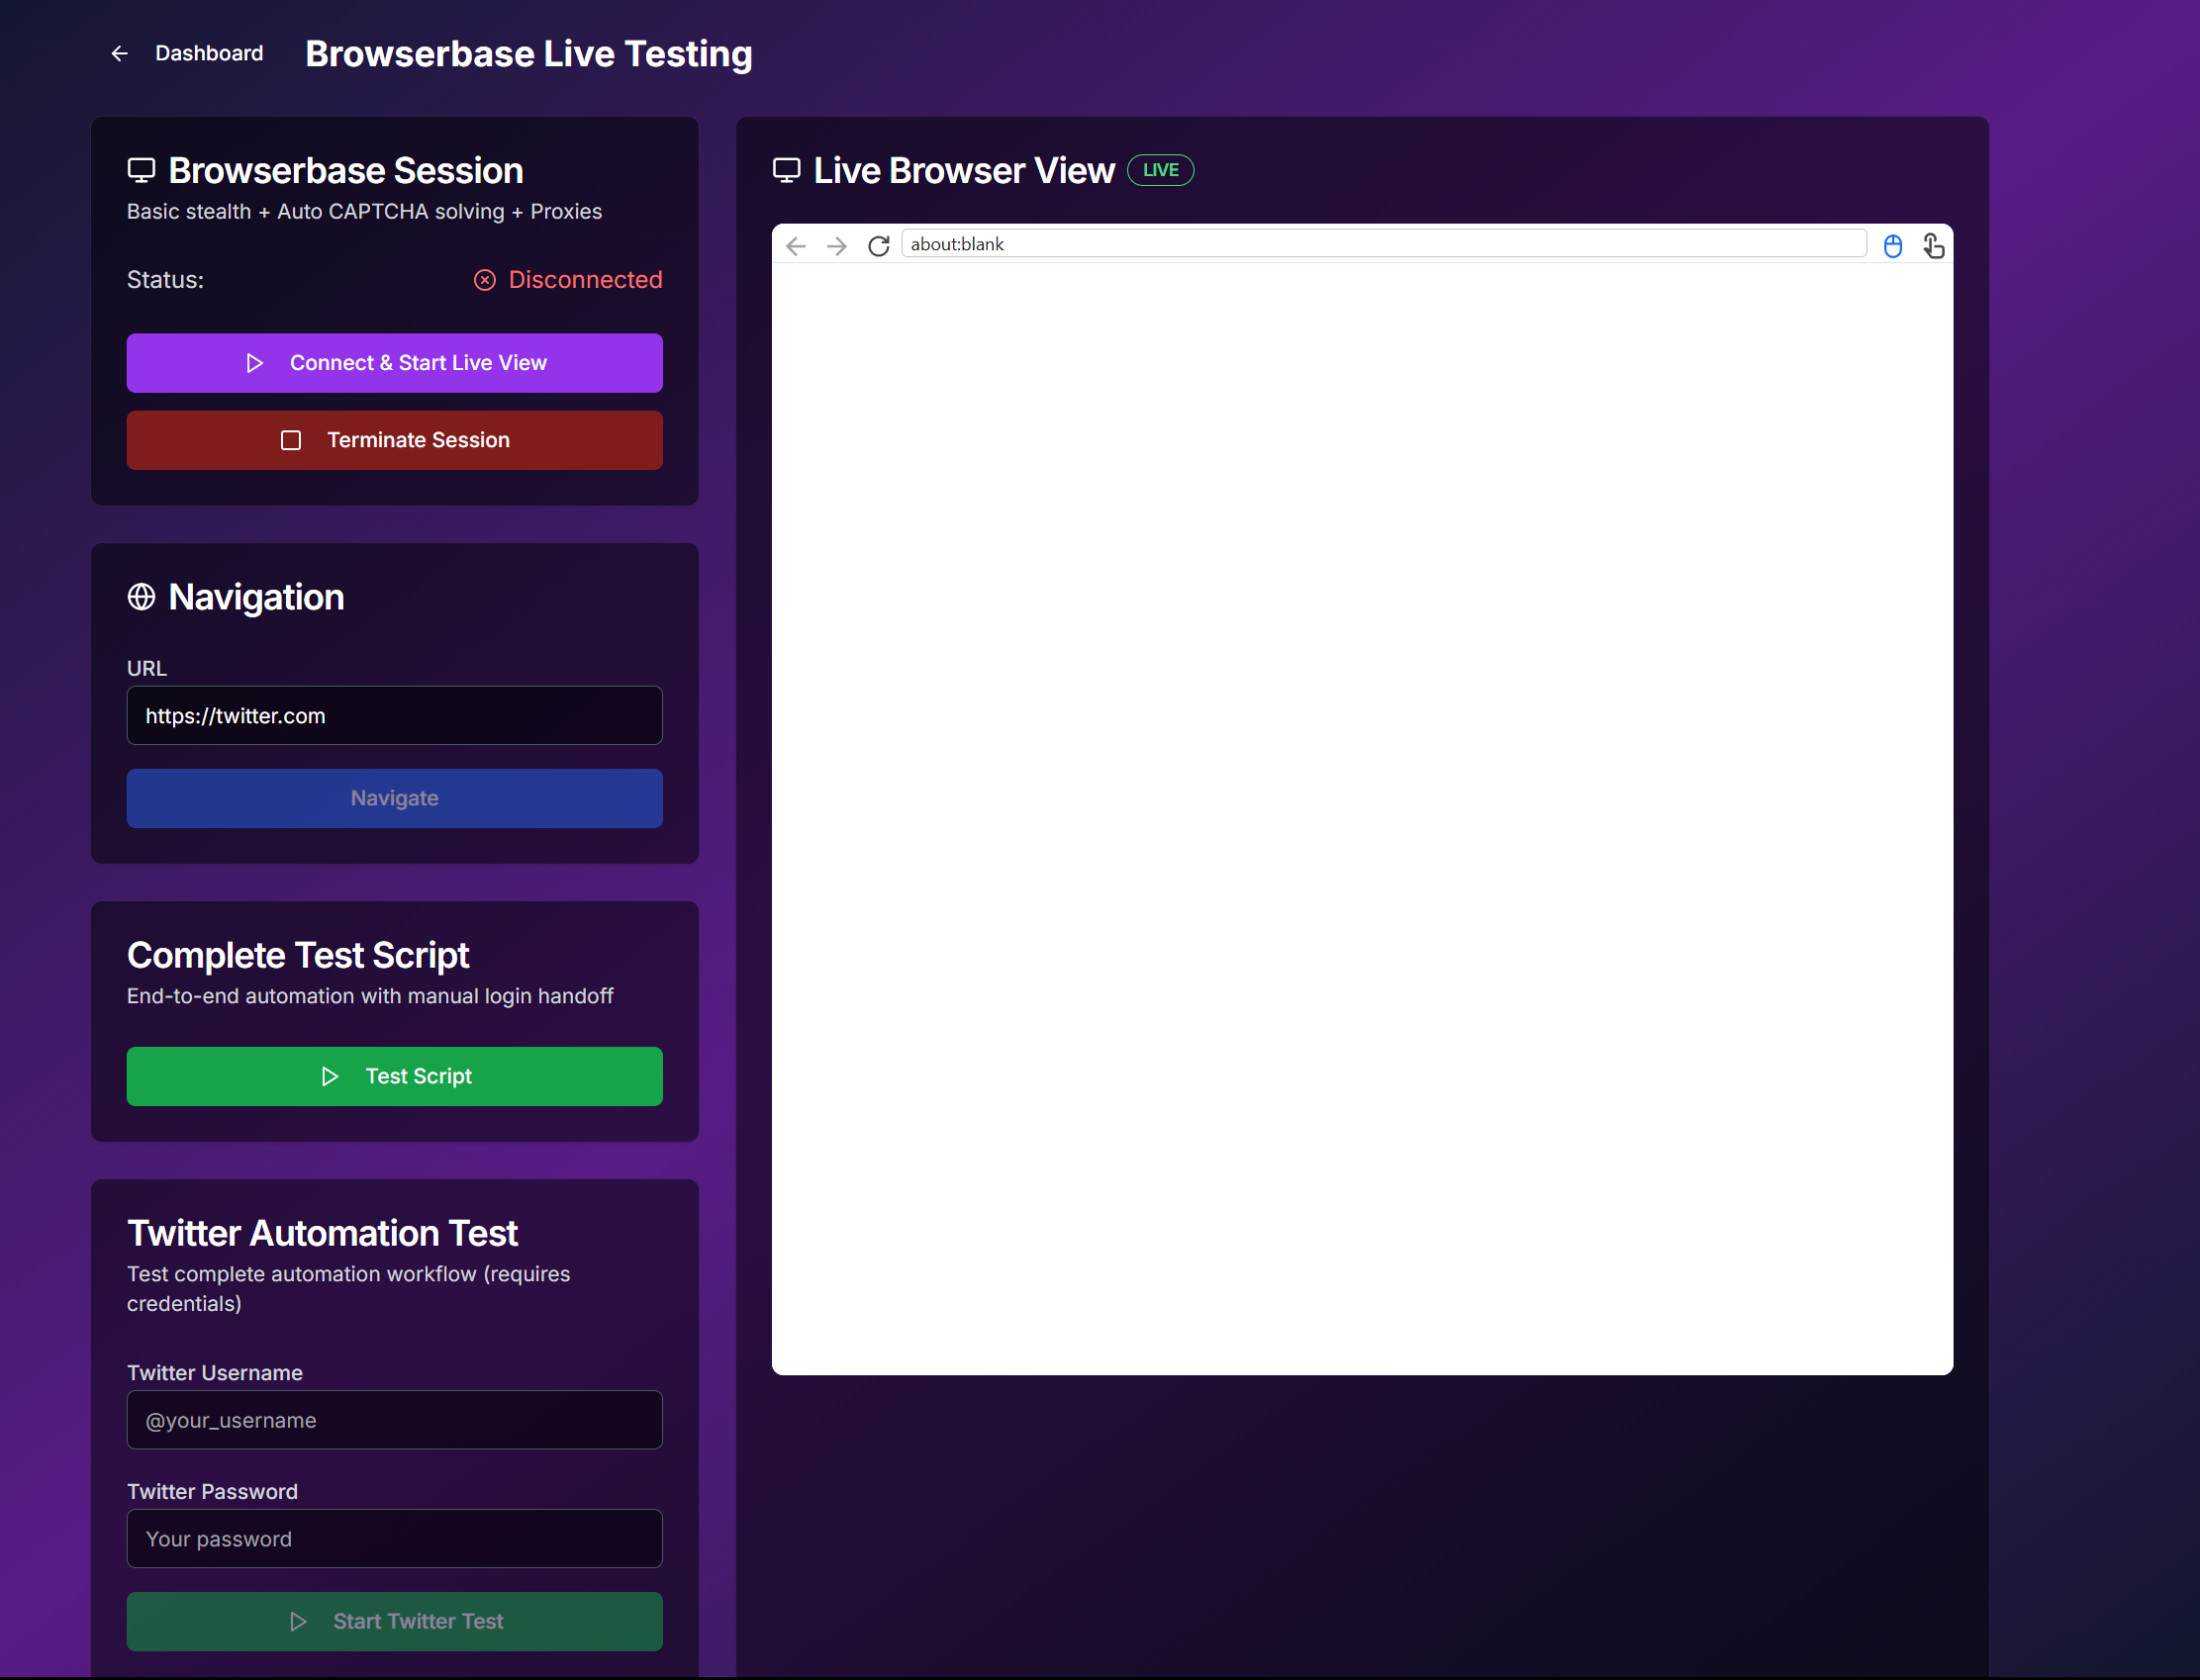 Dashboard
Browserbase Live Testing
Browserbase Session
Basic stealth + Auto CAPTCHA solving + Proxies
Status:
Disconnected
Connect & Start Live View
Terminate Session
Navigation
URL
https://twitter.com
Navigate
Complete Test Script
End-to-end automation with manual login handoff
Test Script
Twitter Automation Test
Test complete automation workflow (requires
credentials)
Twitter Username
@your_username
Twitter Password
Your password
Start Twitter Test
Live Browser View
LIVE
about:blank